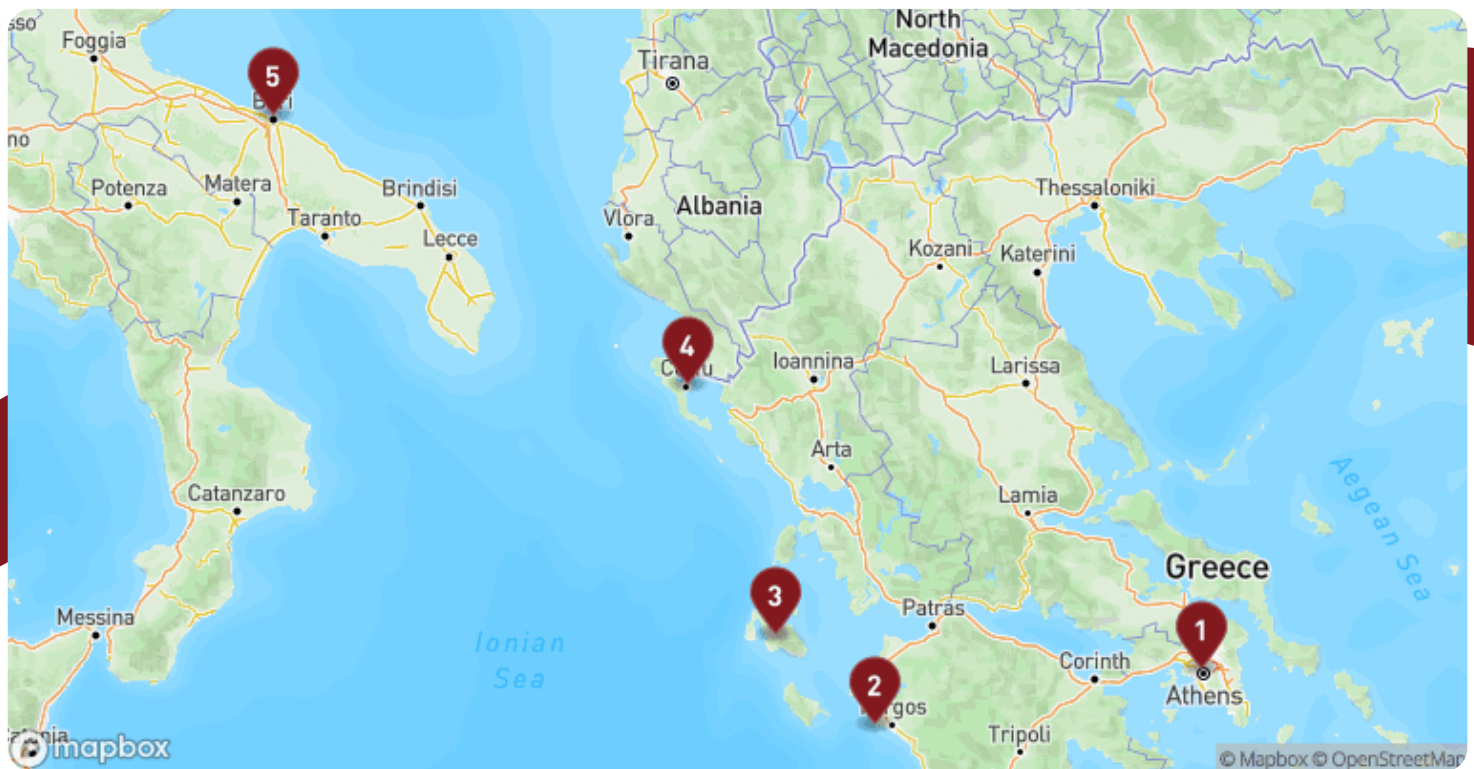 Foggia
5
Tirana
North
Macedonia
Potenza
Matera
Brindisi
Taranto
Lecce
Vlora
Albania
Thessaloniki
Kozani
Katerini
4
Ioannina
Larissa
Arta
Catanzaro
Lamia
Aegean Sea
Greece
3
Messina
Patras
1
Ionian
Sea
Corinth
2
Athens
Tripoli
mapbox
© Mapbox © OpenStreetMap